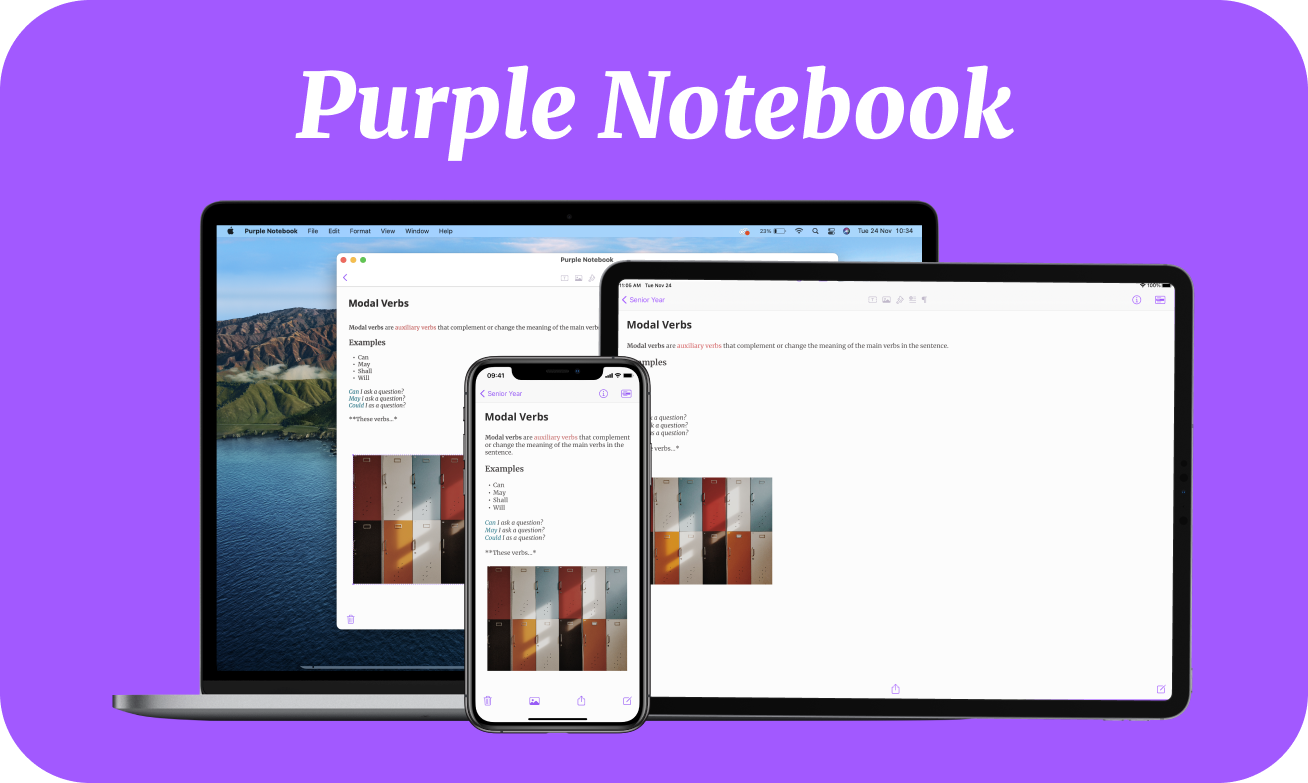 Purple Notebook
Purple Notebook File Edit Format View Window Help
23%
Tue 24 Nov 10:34
Purple Notebook
Modal Verbs
Modal verbs are auxiliary verbs that complement or change the meaning of the main
Examples
• Can
• May
• Shall
• Will
Can I ask a question?
May I ask a question?
Could I as a question?
**These verbs...*
11:05 AM Tue Nov 24
100%
Senior Year
Modal Verbs
Modal verbs are auxiliary verbs that complement or change the meaning of the main verbs in the sentence.
mples
a question?
k a question?
as a question?
verbs...*
09:41
Senior Year
Modal Verbs
Modal verbs are auxiliary verbs that complement
or change the meaning of the main verbs in the
sentence.
Examples
• Can
• May
• Shall
• Will
Can I ask a question?
May I ask a question?
Could I as a question?
**These verbs...*